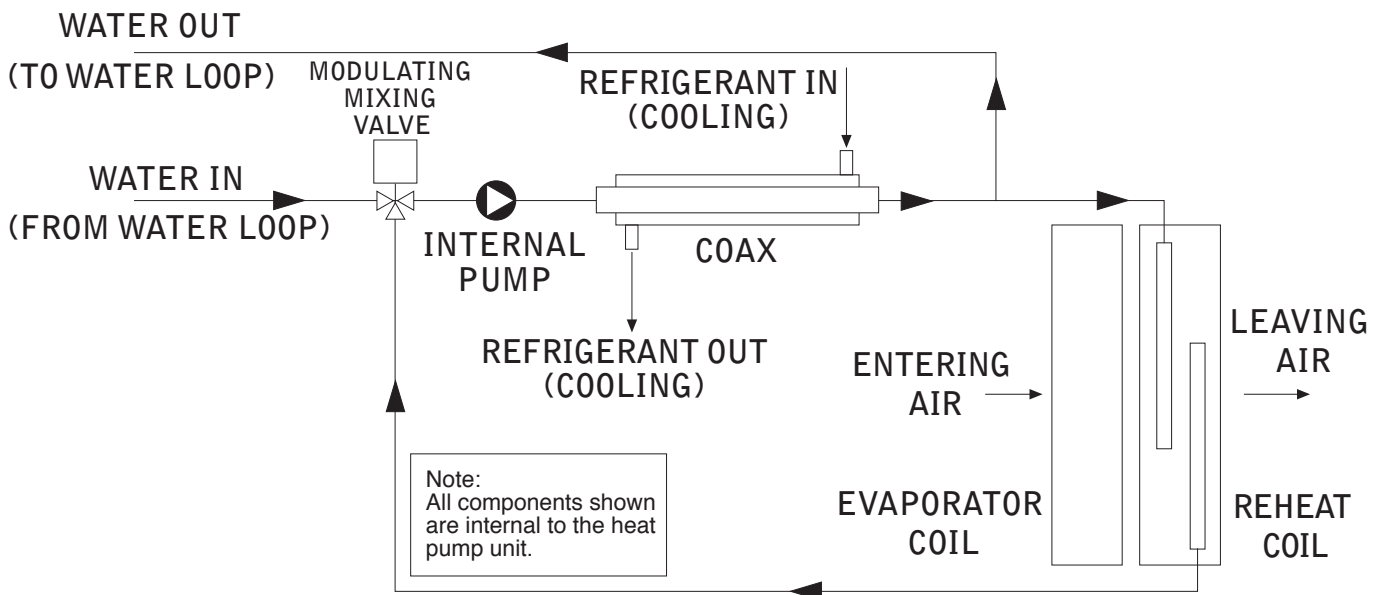 WATER OUT
(TO WATER LOOP)
MODULATING
MIXING
VALVE
REFRIGERANT IN
(COOLING)
WATER IN
(FROM WATER LOOP)
INTERNAL
PUMP
COAX
REFRIGERANT OUT
(COOLING)
ENTERING
AIR
LEAVING
AIR
Note:
All components shown
are internal to the heat
pump unit.
EVAPORATOR
COIL
REHEAT
COIL